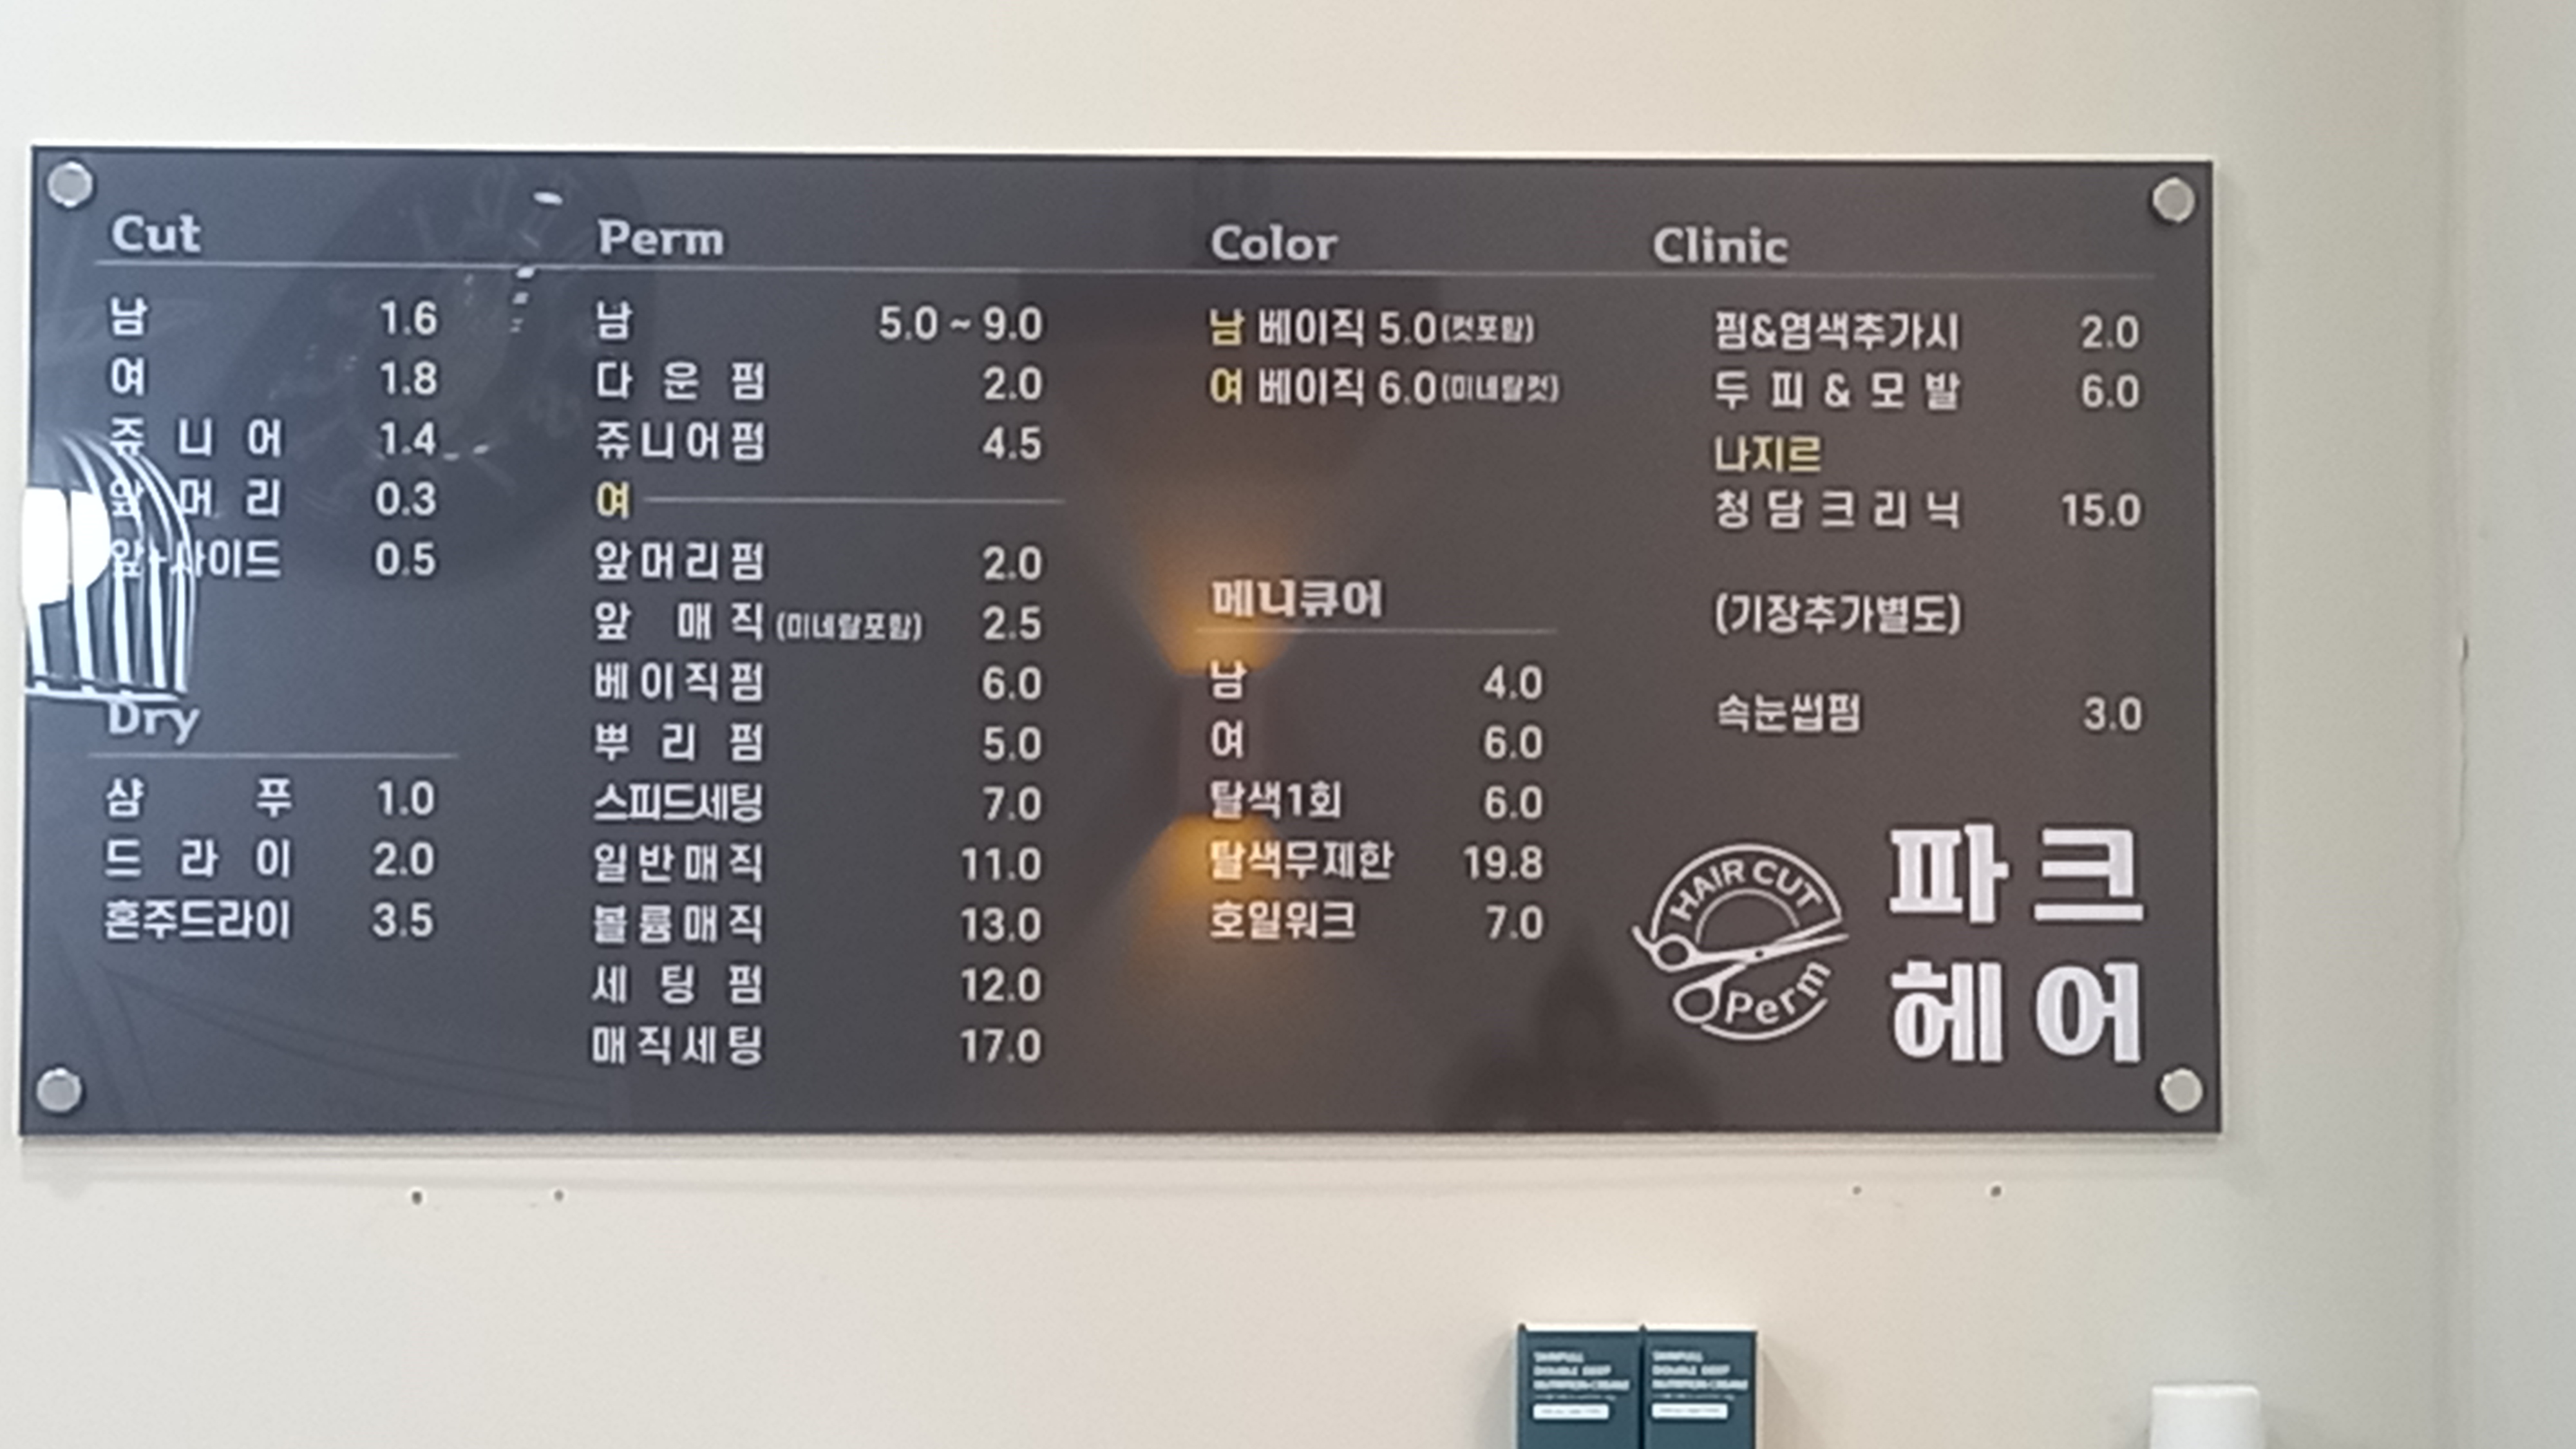 Cut
남 1.6
여 1.8
쥬니어 1.4
앞머리 0.3
앞+사이드 0.5
Dry
샴푸 1.0
드라이 2.0
혼주드라이 3.5
Perm
남 5.0 ~ 9.0
다운펌 2.0
쥬니어펌 4.5
여
앞머리펌 2.0
앞매직 (미네랄포함) 2.5
베이직펌 6.0
뿌리펌 5.0
스피드세팅 7.0
일반매직 11.0
볼륨매직 13.0
세팅펌 12.0
매직세팅 17.0
Color
남 베이직 5.0 (컷포함)
여 베이직 6.0 (미네랄컷)
메니큐어
남 4.0
여 6.0
탈색1회 6.0
탈색무제한 19.8
호일워크 7.0
Clinic
펌&염색추가시 2.0
두피&모발 6.0
나지르
청담크리닉 15.0
(기장추가별도)
속눈썹펌 3.0
HAIR CUT
Perm
파크
헤어